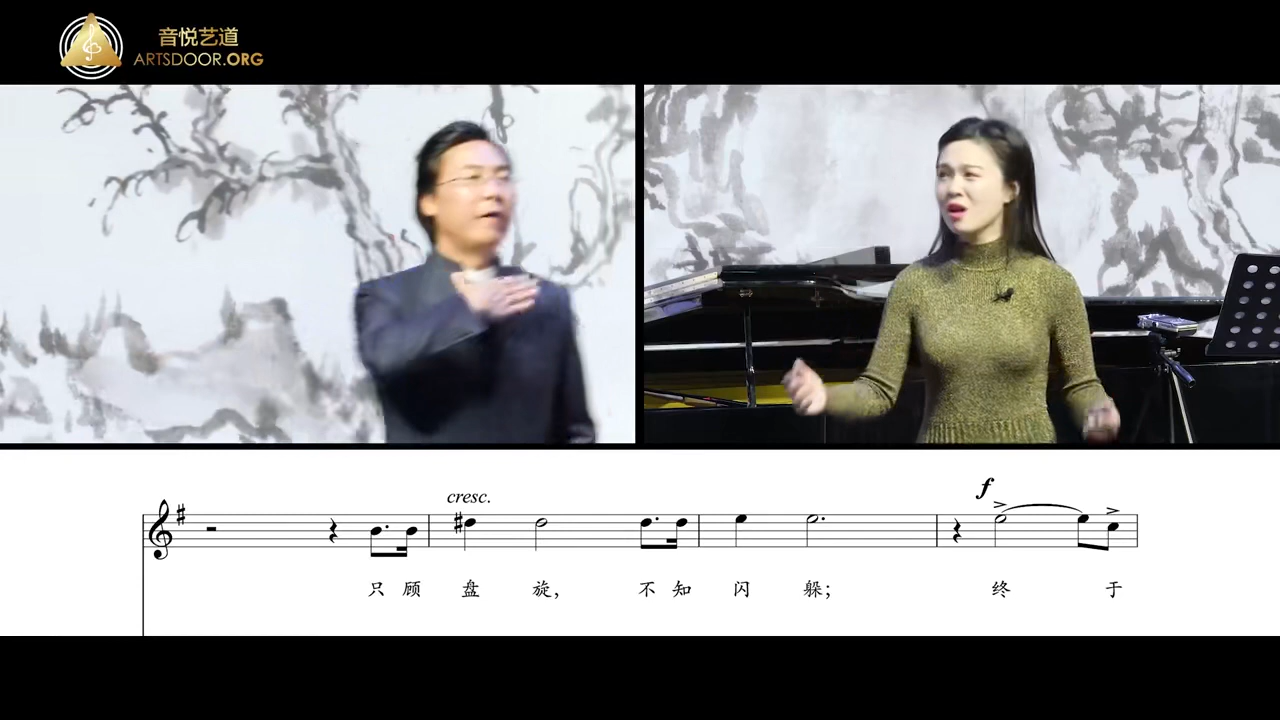 音悦艺道
ARTSDOOR.ORG
cresc.
f
只 顾 盘 旋， 不 知 闪 躲； 终 于